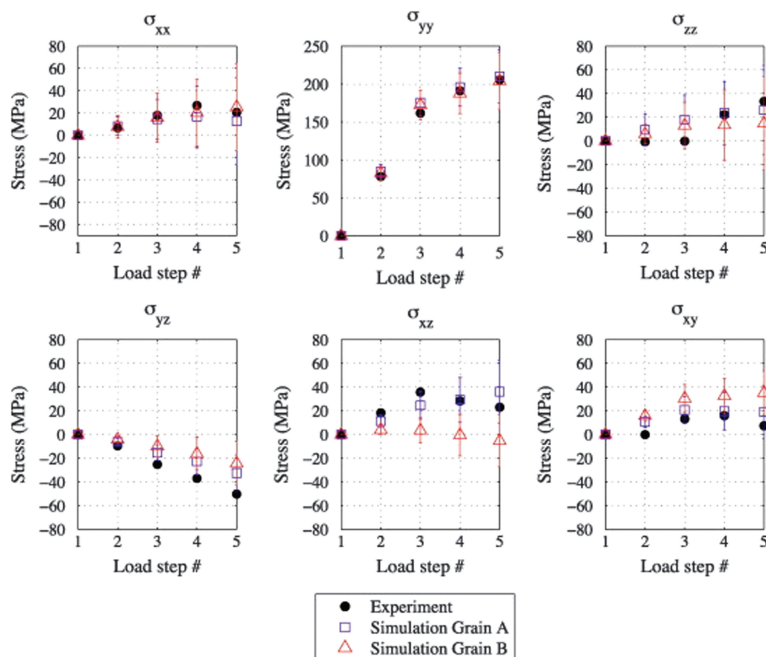 σxx
Stress (MPa)
80
60
40
20
0
−20
−40
−60
−80
1 2 3 4 5
Load step #
σyy
Stress (MPa)
250
200
150
100
50
0
1 2 3 4 5
Load step #
σzz
Stress (MPa)
80
60
40
20
0
−20
−40
−60
−80
1 2 3 4 5
Load step #
σyz
Stress (MPa)
80
60
40
20
0
−20
−40
−60
−80
1 2 3 4 5
Load step #
σxz
Stress (MPa)
80
60
40
20
0
−20
−40
−60
−80
1 2 3 4 5
Load step #
σxy
Stress (MPa)
80
60
40
20
0
−20
−40
−60
−80
1 2 3 4 5
Load step #
Experiment
Simulation Grain A
Simulation Grain B